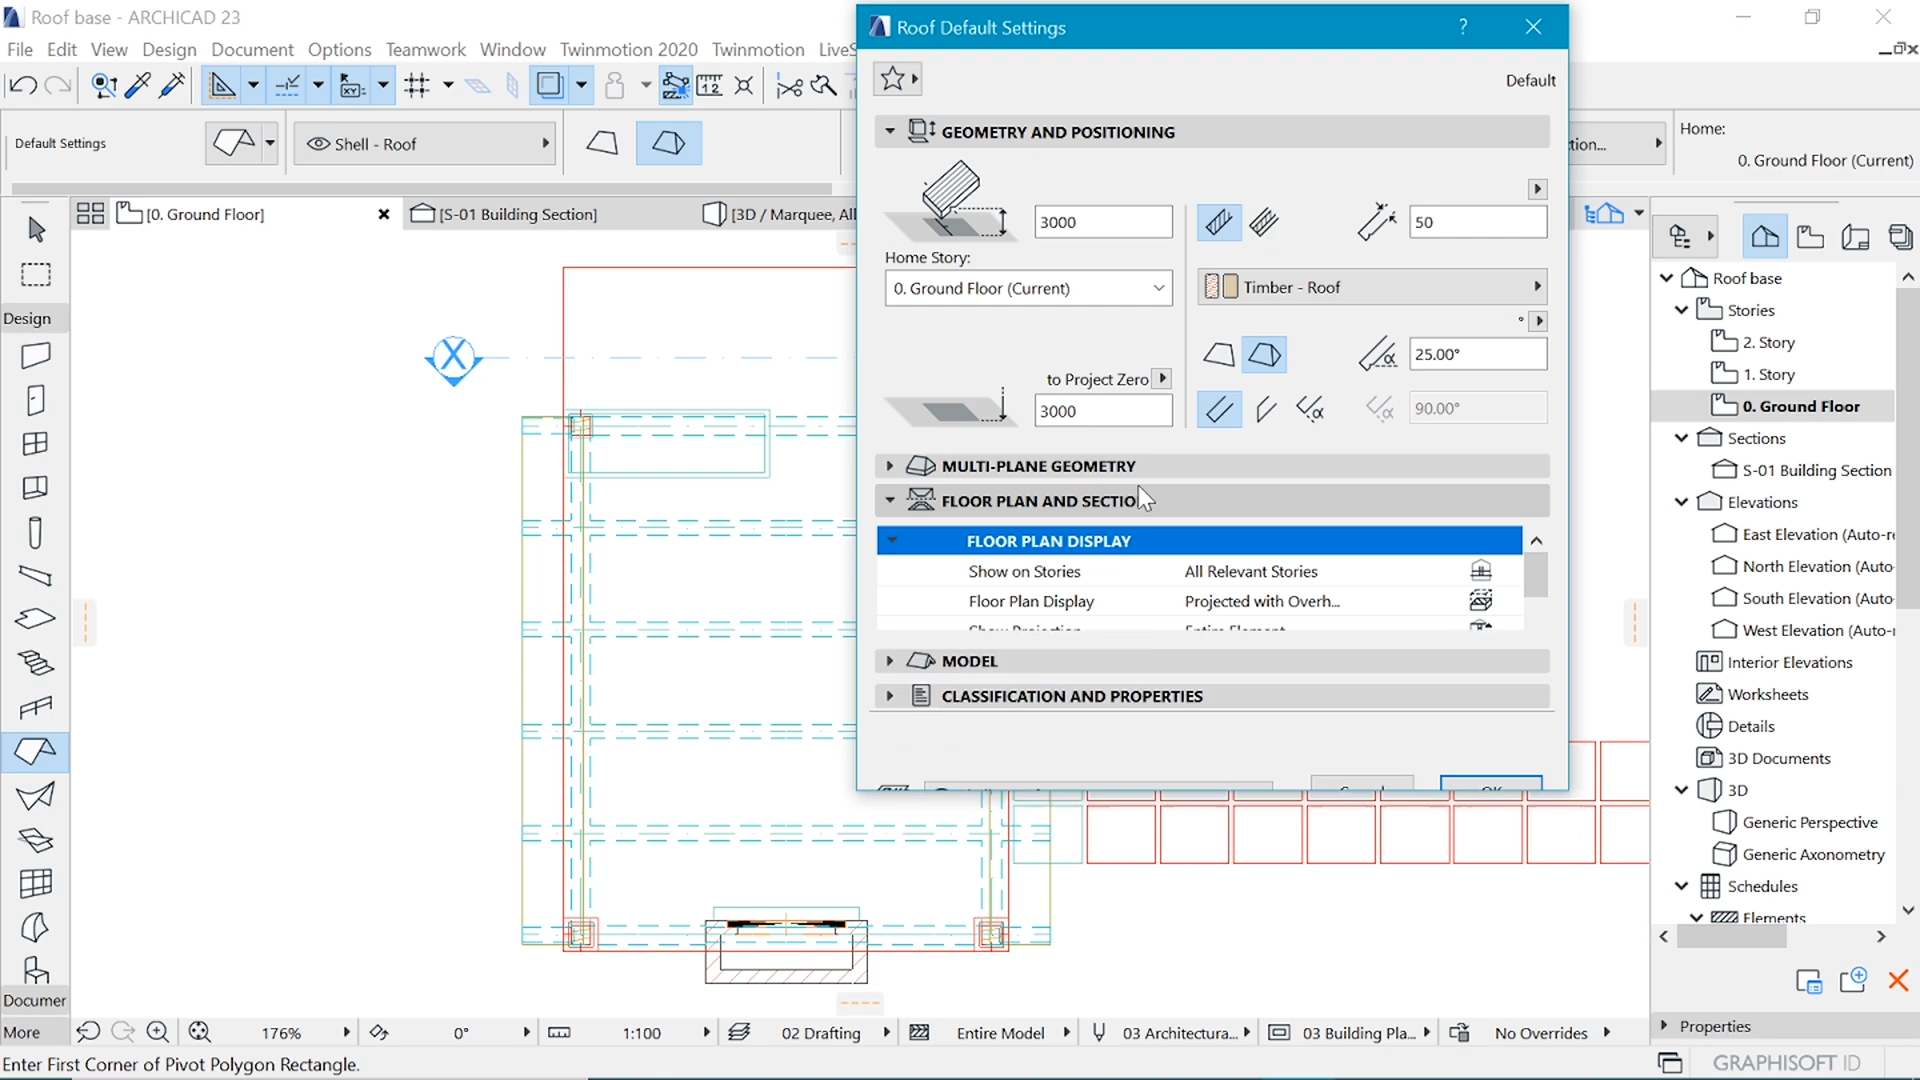 Roof base - ARCHICAD 23
File Edit View Design Document Options Teamwork Window Twinmotion 2020 Twinmotion LiveS
Default Settings
Shell - Roof
tion...
Home:
0. Ground Floor (Current)
[0. Ground Floor]
[S-01 Building Section]
[3D / Marquee, All
Roof Default Settings
?
Default
GEOMETRY AND POSITIONING
3000
50
Home Story:
0. Ground Floor (Current)
Timber - Roof
°
25.00°
to Project Zero
3000
90.00°
MULTI-PLANE GEOMETRY
FLOOR PLAN AND SECTIO
FLOOR PLAN DISPLAY
Show on Stories All Relevant Stories
Floor Plan Display Projected with Overh...
Show Projection Entire Element
MODEL
CLASSIFICATION AND PROPERTIES
X
Design
Documer
More
Roof base
Stories
2. Story
1. Story
0. Ground Floor
Sections
S-01 Building Section
Elevations
East Elevation (Auto-re
North Elevation (Auto
South Elevation (Auto
West Elevation (Auto-r
Interior Elevations
Worksheets
Details
3D Documents
3D
Generic Perspective
Generic Axonometry
Schedules
Elements
Properties
176% 0° 1:100 02 Drafting Entire Model 03 Architectura... 03 Building Pla... No Overrides
Enter First Corner of Pivot Polygon Rectangle.
GRAPHISOFT ID